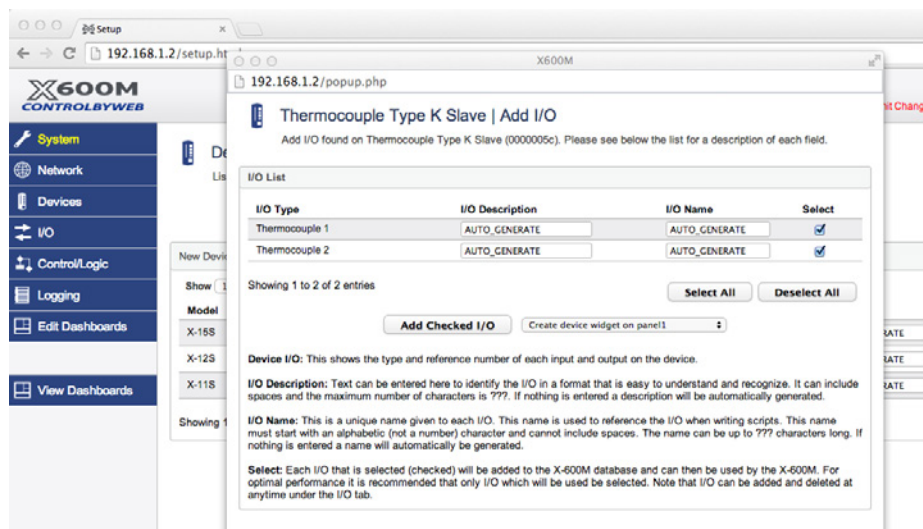 Setup
192.168.1.2/setup.ht
X600M
192.168.1.2/popup.php
X600M
CONTROLBYWEB
System
Network
Devices
I/O
Control/Logic
Logging
Edit Dashboards
View Dashboards
De
Lis
New Devic
Show 1
Model
X-15S
X-12S
X-11S
Showing 1
Thermocouple Type K Slave | Add I/O
Add I/O found on Thermocouple Type K Slave (0000005c). Please see below the list for a description of each field.
I/O List
I/O Type I/O Description I/O Name Select
Thermocouple 1 AUTO_GENERATE AUTO_GENERATE
Thermocouple 2 AUTO_GENERATE AUTO_GENERATE
Showing 1 to 2 of 2 entries
Select All Deselect All
Add Checked I/O Create device widget on panel1
Device I/O: This shows the type and reference number of each input and output on the device.
I/O Description: Text can be entered here to identify the I/O in a format that is easy to understand and recognize. It can include
spaces and the maximum number of characters is ???. If nothing is entered a description will be automatically generated.
I/O Name: This is a unique name given to each I/O. This name is used to reference the I/O when writing scripts. This name
must start with an alphabetic (not a number) character and cannot include spaces. The name can be up to ??? characters long. If
nothing is entered a name will automatically be generated.
Select: Each I/O that is selected (checked) will be added to the X-600M database and can then be used by the X-600M. For
optimal performance it is recommended that only I/O which will be used be selected. Note that I/O can be added and deleted at
anytime under the I/O tab.
nit Chang
RATE
RATE
RATE